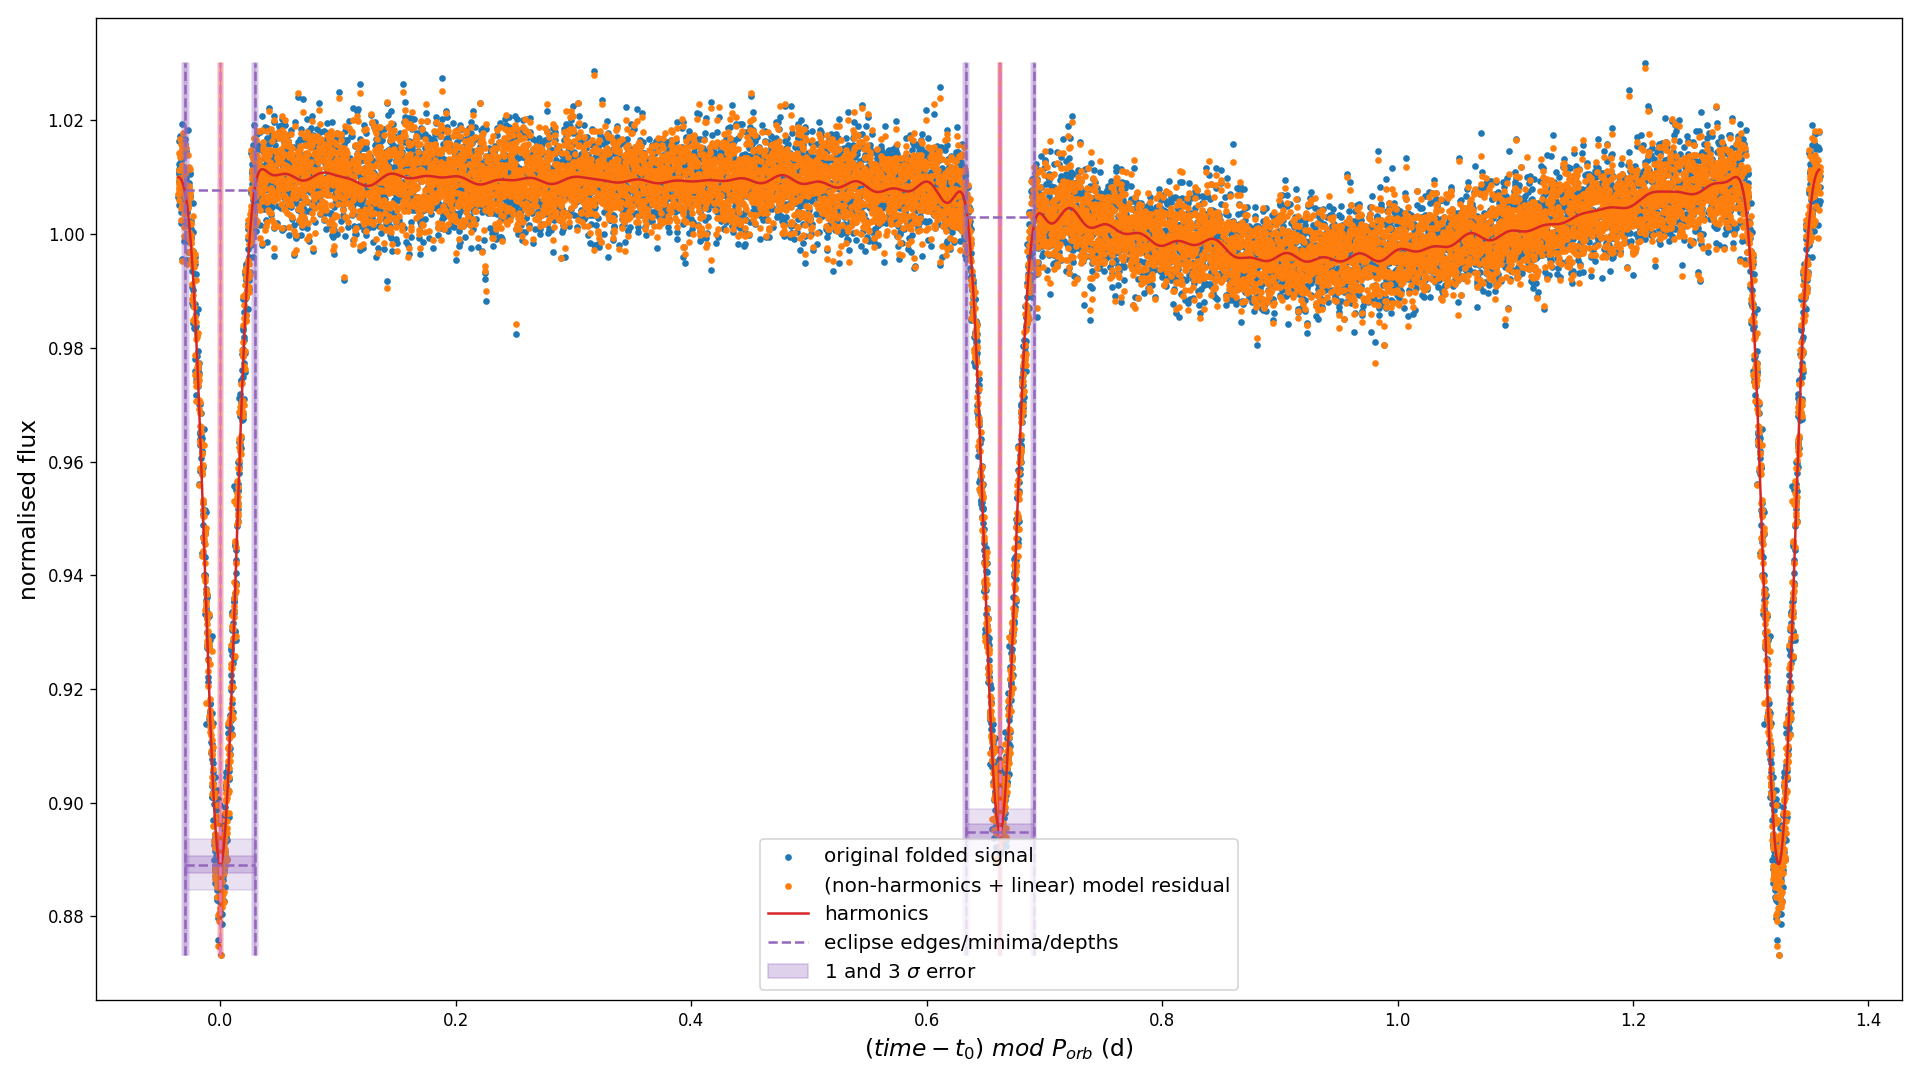 normalised flux
1.02
1.00
0.98
0.96
0.94
0.92
0.90
0.88
original folded signal
(non-harmonics + linear) model residual
harmonics
eclipse edges/minima/depths
1 and 3 σ error
0.0 0.2 0.4 0.6 0.8 1.0 1.2 1.4
(time − t₀) mod Pₒᵣb (d)